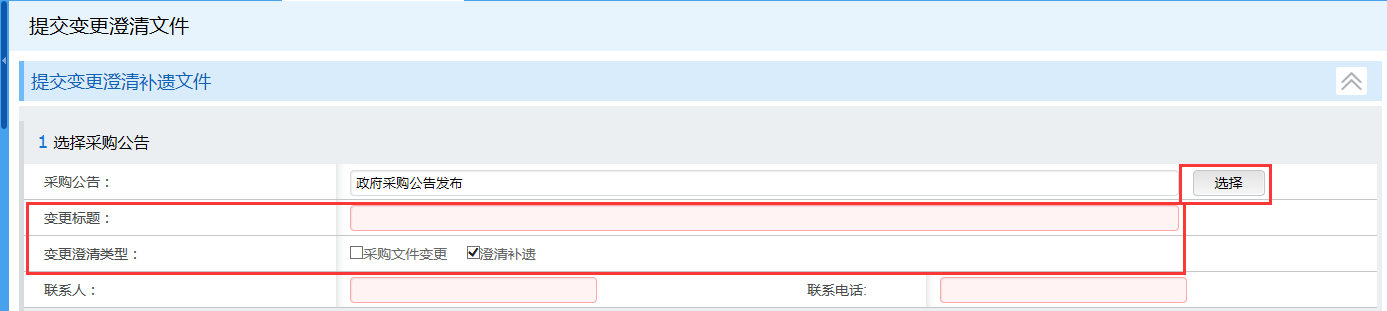 提交变更澄清文件
提交变更澄清补遗文件
1 选择采购公告
采购公告： 政府采购公告发布 选择
变更标题：
变更澄清类型： 采购文件变更 澄清补遗
联系人： 联系电话: